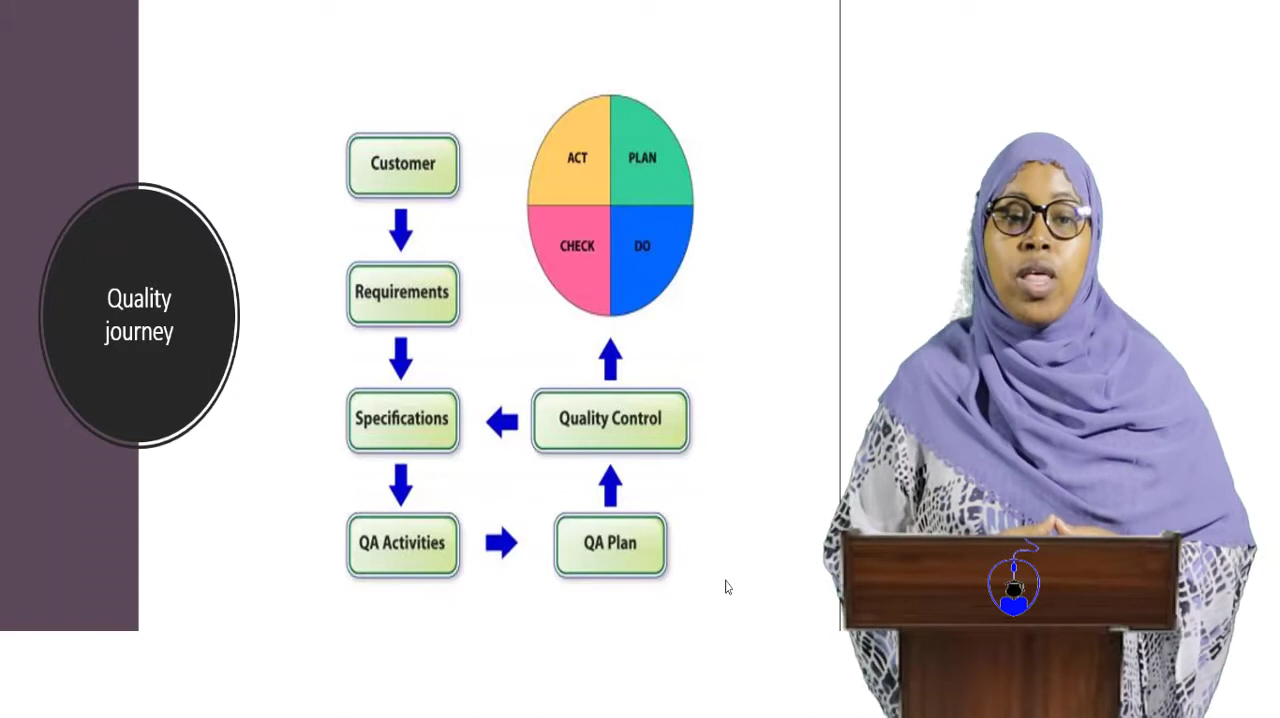 Quality
journey
Customer
Requirements
Specifications
QA Activities
QA Plan
Quality Control
ACT
PLAN
CHECK
DO